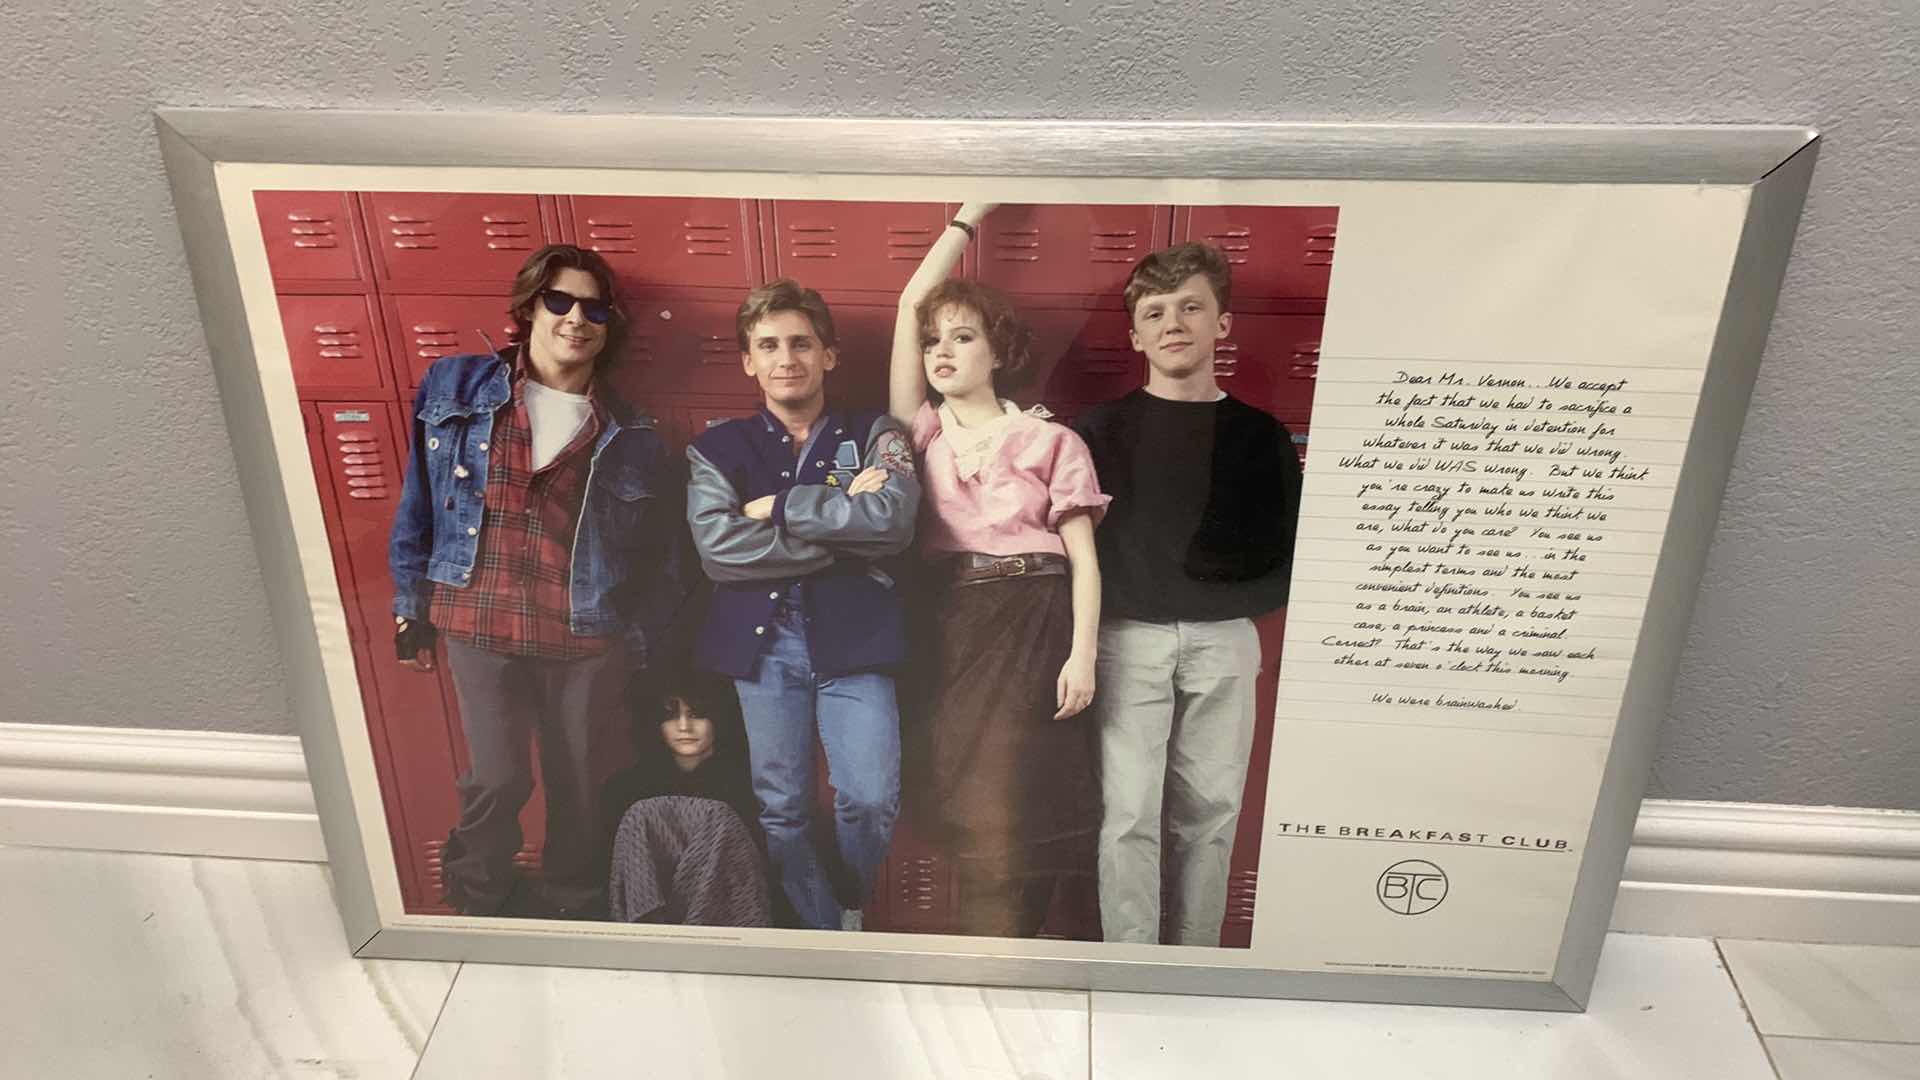 Dear Mr. Vernon... We accept
the fact that we had to sacrifice a
whole Saturday in detention for
whatever it was that we did wrong.
What we did WAS wrong. But we think
you're crazy to make us write this
essay telling you who we think we
are, what do you care? You see us
as you want to see us... in the
simplest terms and the most
convenient definitions. You see us
as a brain, an athlete, a basket
case, a princess and a criminal.
Correct? That's the way we saw each
other at seven o'clock this morning.
We were brainwashed.
THE BREAKFAST CLUB
BTC